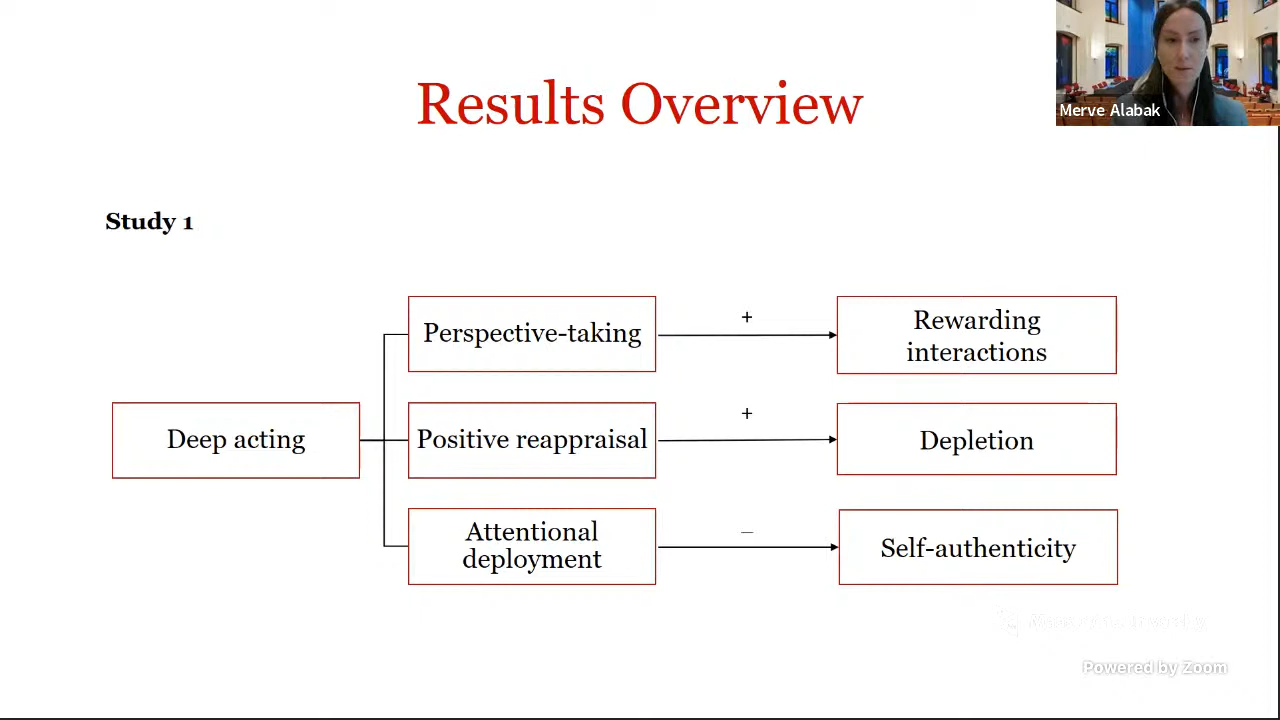 Results Overview
Merve Alabak
Study 1
Perspective-taking
+
Rewarding
interactions
Deep acting
Positive reappraisal
+
Depletion
Attentional
deployment
–
Self-authenticity
Powered by Zoom